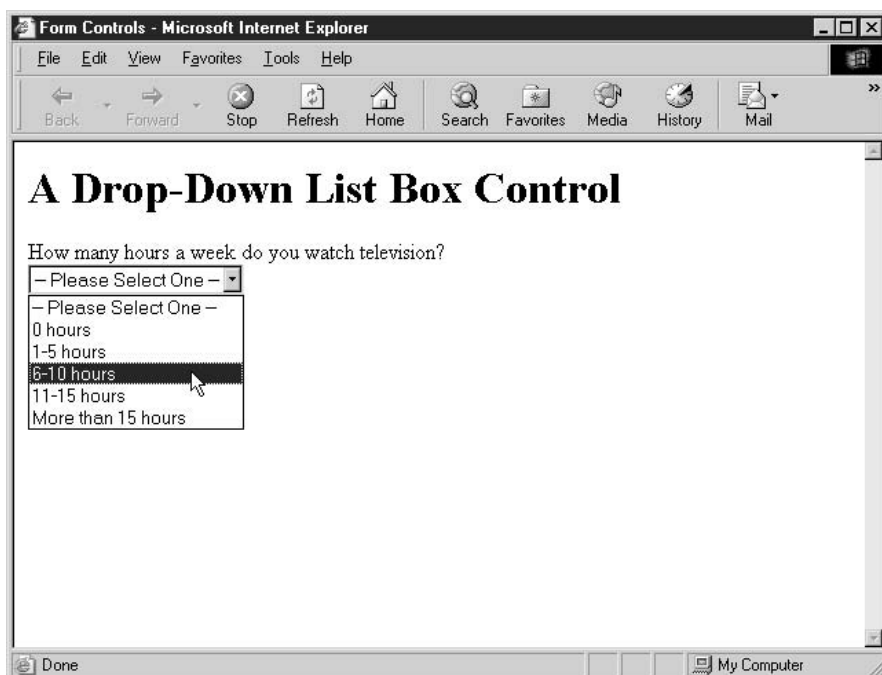 Form Controls - Microsoft Internet Explorer
File Edit View Favorites Tools Help
Back Forward Stop Refresh Home Search Favorites Media History Mail »
A Drop-Down List Box Control
How many hours a week do you watch television?
-- Please Select One --
-- Please Select One --
0 hours
1-5 hours
6-10 hours
11-15 hours
More than 15 hours
Done My Computer